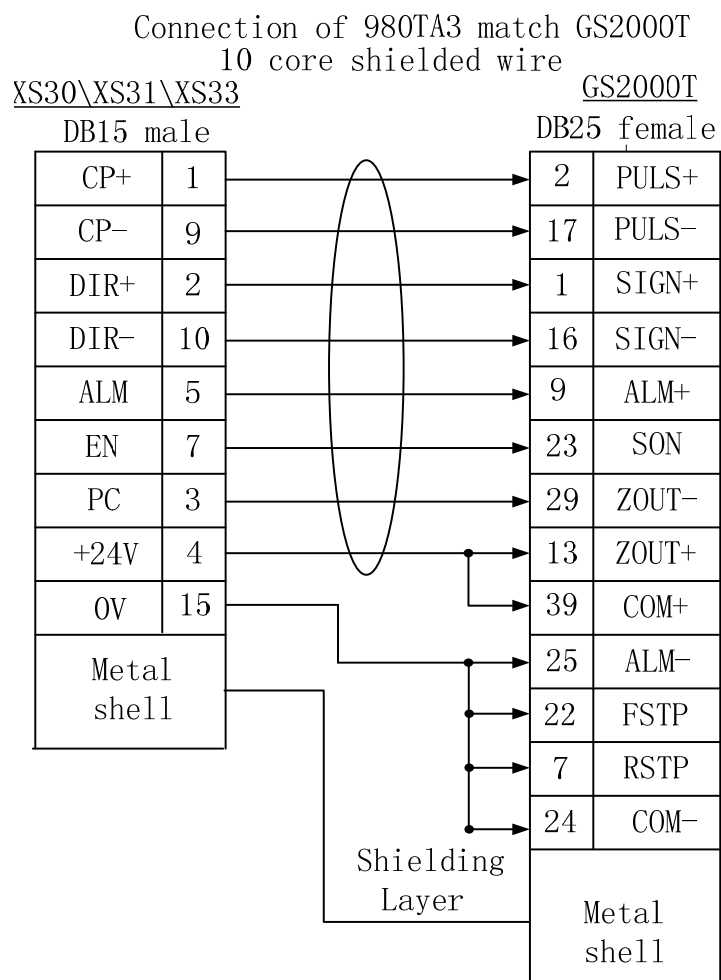 Connection of 980TA3 match GS2000T
10 core shielded wire
XS30\XS31\XS33
DB15 male
CP+ 1
CP- 9
DIR+ 2
DIR- 10
ALM 5
EN 7
PC 3
+24V 4
0V 15
Metal
shell
GS2000T
DB25 female
2 PULS+
17 PULS-
1 SIGN+
16 SIGN-
9 ALM+
23 SON
29 ZOUT-
13 ZOUT+
39 COM+
25 ALM-
22 FSTP
7 RSTP
24 COM-
Metal
shell
Shielding
Layer